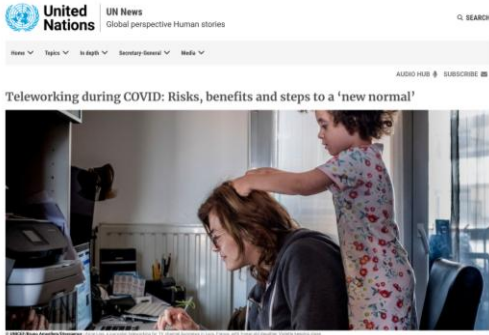 United Nations
UN News
Global perspective Human stories
SEARCH
Home Topics In depth Secretary-General Media
AUDIO HUB SUBSCRIBE
Teleworking during COVID: Risks, benefits and steps to a ‘new normal’